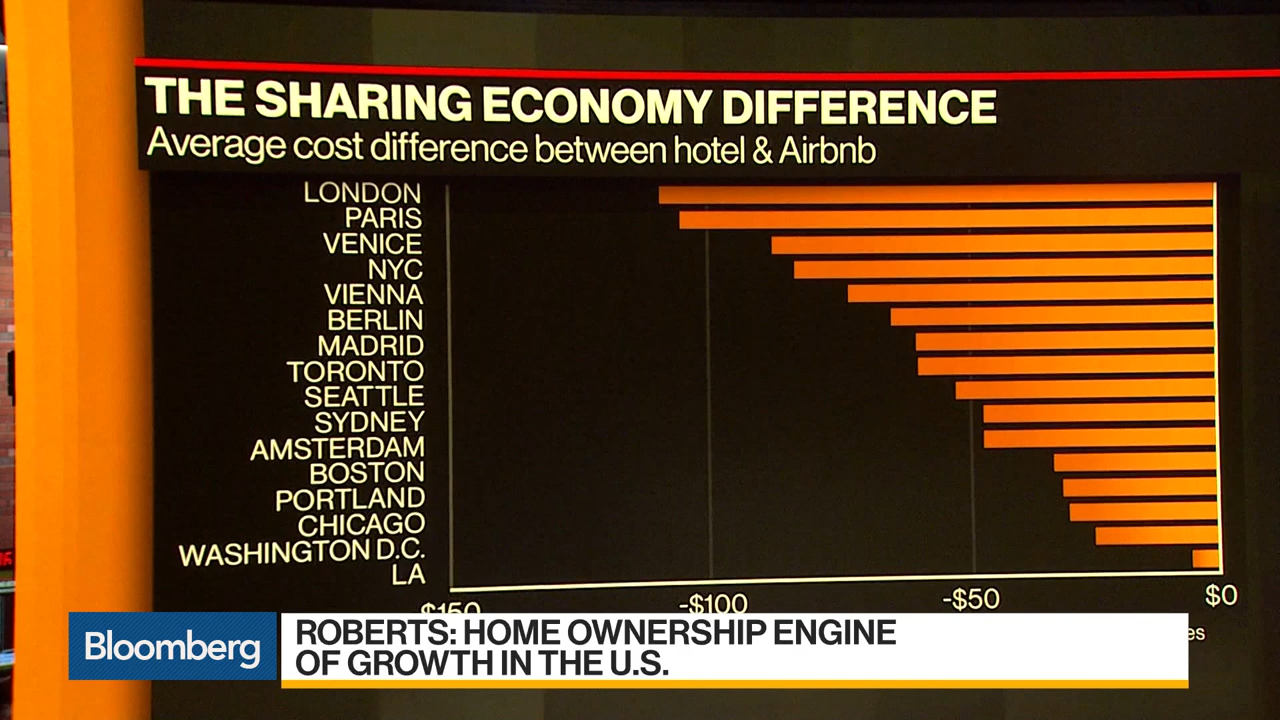 THE SHARING ECONOMY DIFFERENCE
Average cost difference between hotel & Airbnb
LONDON
PARIS
VENICE
NYC
VIENNA
BERLIN
MADRID
TORONTO
SEATTLE
SYDNEY
AMSTERDAM
BOSTON
PORTLAND
CHICAGO
WASHINGTON D.C.
LA
$150 -$100 -$50 $0
es
Bloomberg
ROBERTS: HOME OWNERSHIP ENGINE
OF GROWTH IN THE U.S.